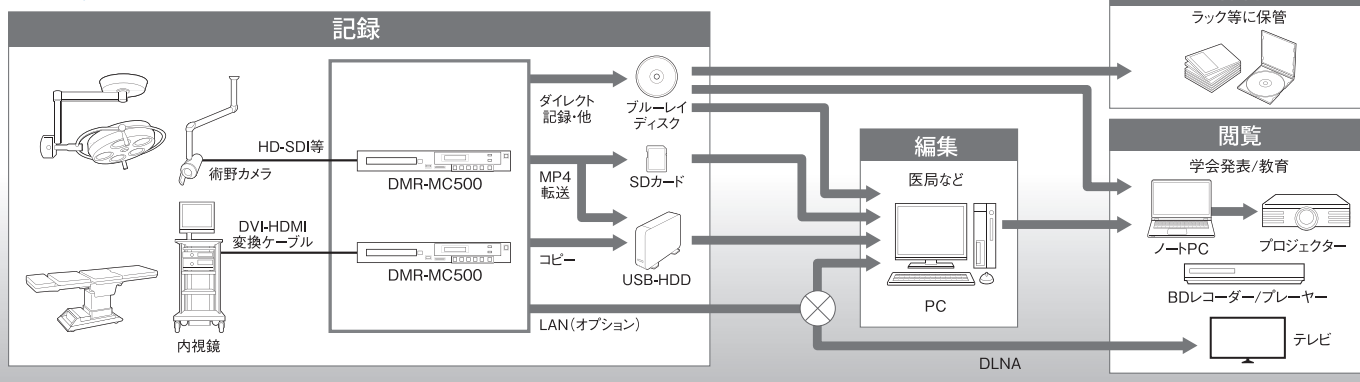 記録
HD-SDI等
術野カメラ
DVI-HDMI
変換ケーブル
内視鏡
DMR-MC500
DMR-MC500
ダイレクト
記録・他
ブルーレイ
ディスク
MP4
転送
SDカード
コピー
USB-HDD
LAN（オプション）
編集
医局など
PC
DLNA
ラック等に保管
閲覧
学会発表/教育
ノートPC
プロジェクター
BDレコーダー/プレーヤー
テレビ